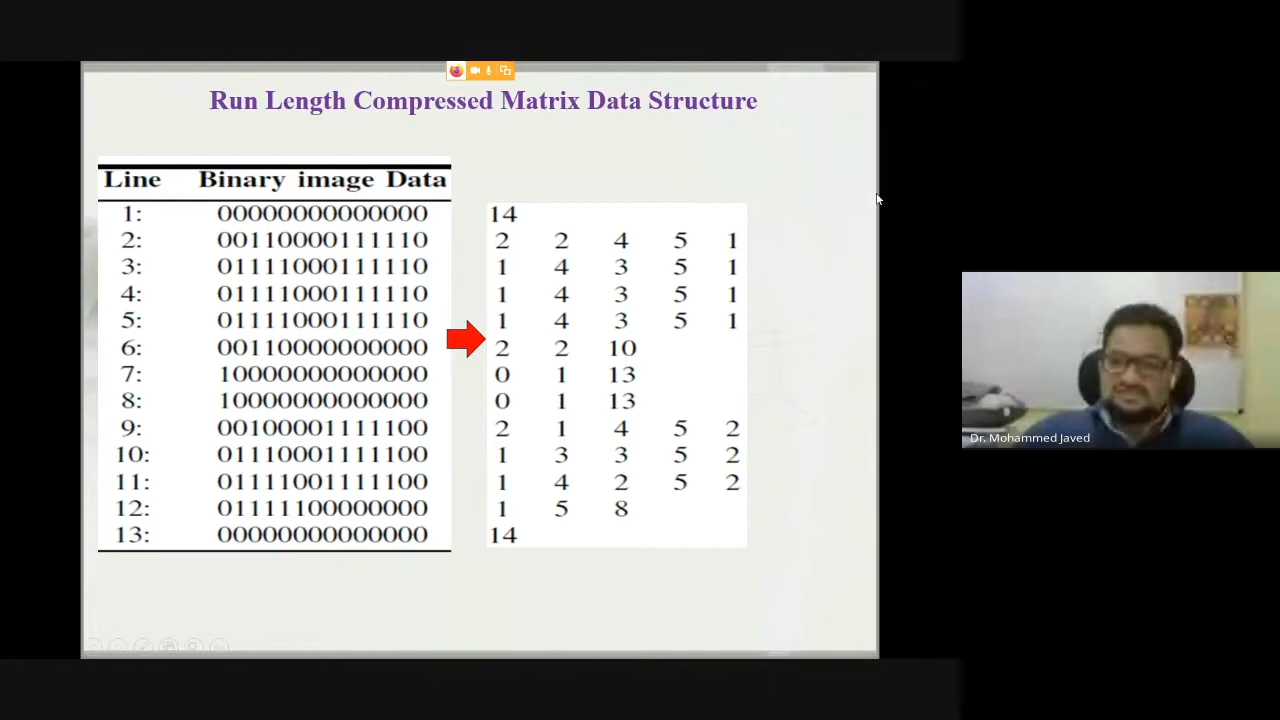 Run Length Compressed Matrix Data Structure
Line Binary image Data
1: 00000000000000 14
2: 00110000111110 2 2 4 5 1
3: 01111000111110 1 4 3 5 1
4: 01111000111110 1 4 3 5 1
5: 01111000111110 1 4 3 5 1
6: 00110000000000 2 2 10
7: 10000000000000 0 1 13
8: 10000000000000 0 1 13
9: 00100001111100 2 1 4 5 2
10: 01110001111100 1 3 3 5 2
11: 01111001111100 1 4 2 5 2
12: 01111100000000 1 5 8
13: 00000000000000 14
Dr. Mohammed Javed